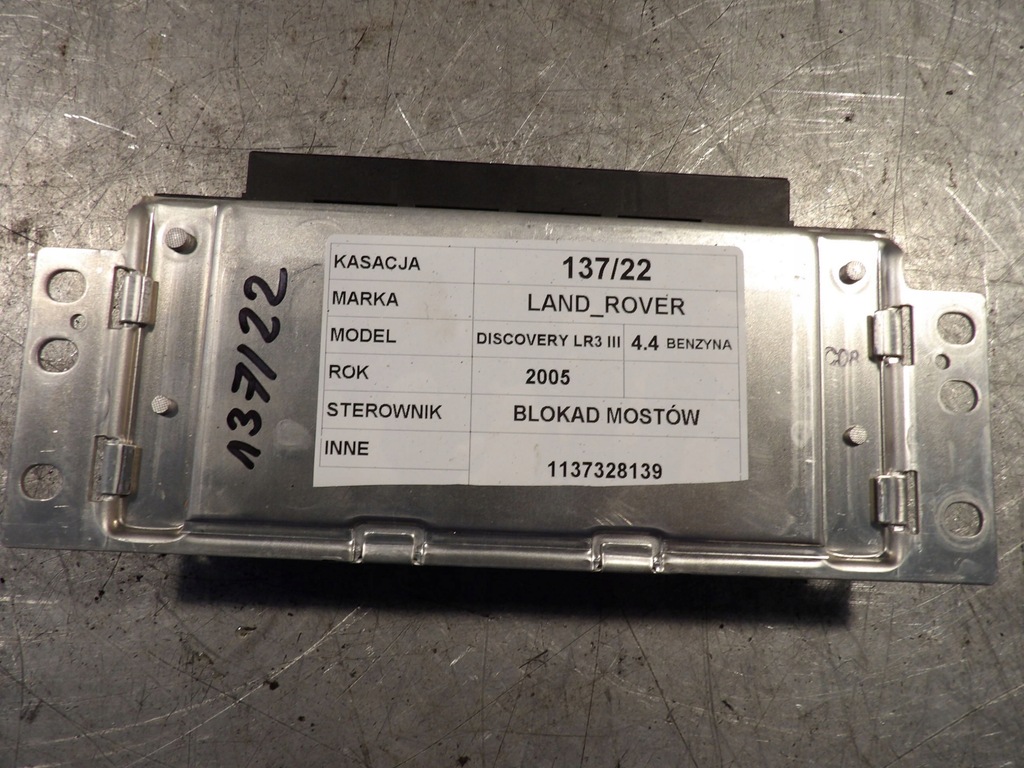 137/22
KASACJA 137/22
MARKA LAND_ROVER
MODEL DISCOVERY LR3 III 4.4 BENZYNA
ROK 2005
STEROWNIK BLOKAD MOSTÓW
INNE
1137328139